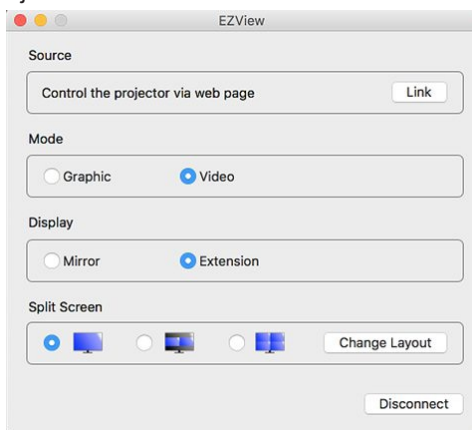 EZView
Source
Control the projector via web page Link
Mode
Graphic Video
Display
Mirror Extension
Split Screen
Change Layout
Disconnect